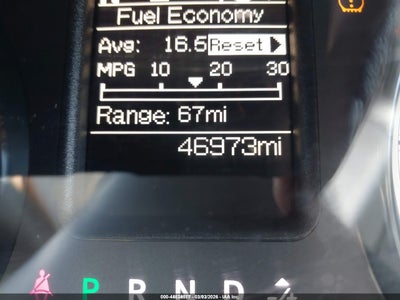 Fuel Economy
Avg: 16.5 Reset
MPG 10 20 30
Range: 67mi
46973mi
P R N D